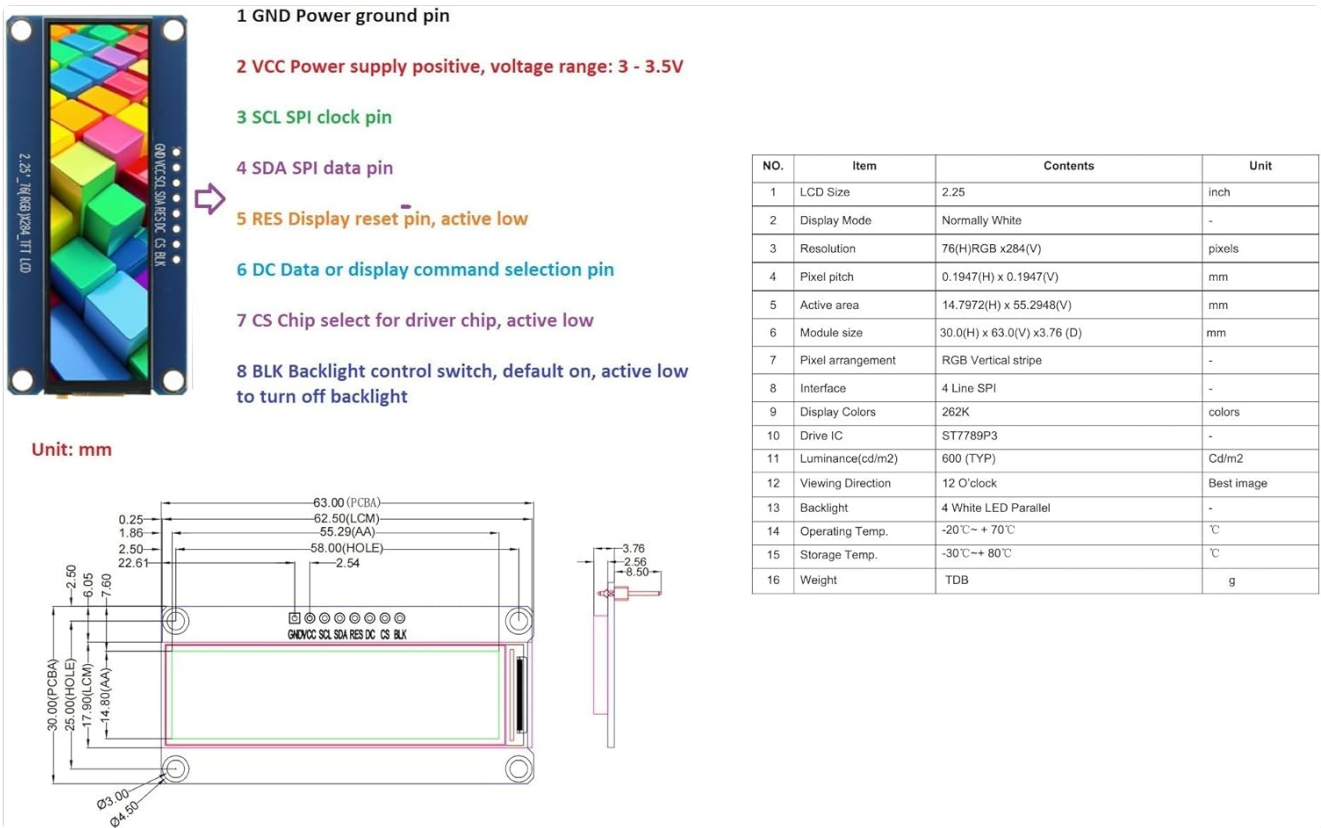 1 GND Power ground pin
2 VCC Power supply positive, voltage range: 3 - 3.5V
3 SCL SPI clock pin
4 SDA SPI data pin
5 RES Display reset pin, active low
6 DC Data or display command selection pin
7 CS Chip select for driver chip, active low
8 BLK Backlight control switch, default on, active low
to turn off backlight
2.25'_76(RGB)X284_TFT LCD
GND VCC SCL SDA RES DC CS BLK
Unit: mm
63.00(PCBA)
0.25
62.50(LCM)
1.86
55.29(AA)
2.50
58.00(HOLE)
22.61
2.54
2.50
6.05
7.60
GNDVCC SCL SDA RES DC CS BLK
30.00(PCBA)
25.00(HOLE)
17.90(LCM)
14.80(AA)
Ø3.00
Ø4.50
3.76
2.56
8.50
NO. Item Contents Unit
1 LCD Size 2.25 inch
2 Display Mode Normally White -
3 Resolution 76(H)RGB x284(V) pixels
4 Pixel pitch 0.1947(H) x 0.1947(V) mm
5 Active area 14.7972(H) x 55.2948(V) mm
6 Module size 30.0(H) x 63.0(V) x3.76 (D) mm
7 Pixel arrangement RGB Vertical stripe -
8 Interface 4 Line SPI -
9 Display Colors 262K colors
10 Drive IC ST7789P3 -
11 Luminance(cd/m2) 600 (TYP) Cd/m2
12 Viewing Direction 12 O'clock Best image
13 Backlight 4 White LED Parallel -
14 Operating Temp. -20℃~ + 70℃ ℃
15 Storage Temp. -30℃~+ 80℃ ℃
16 Weight TDB g